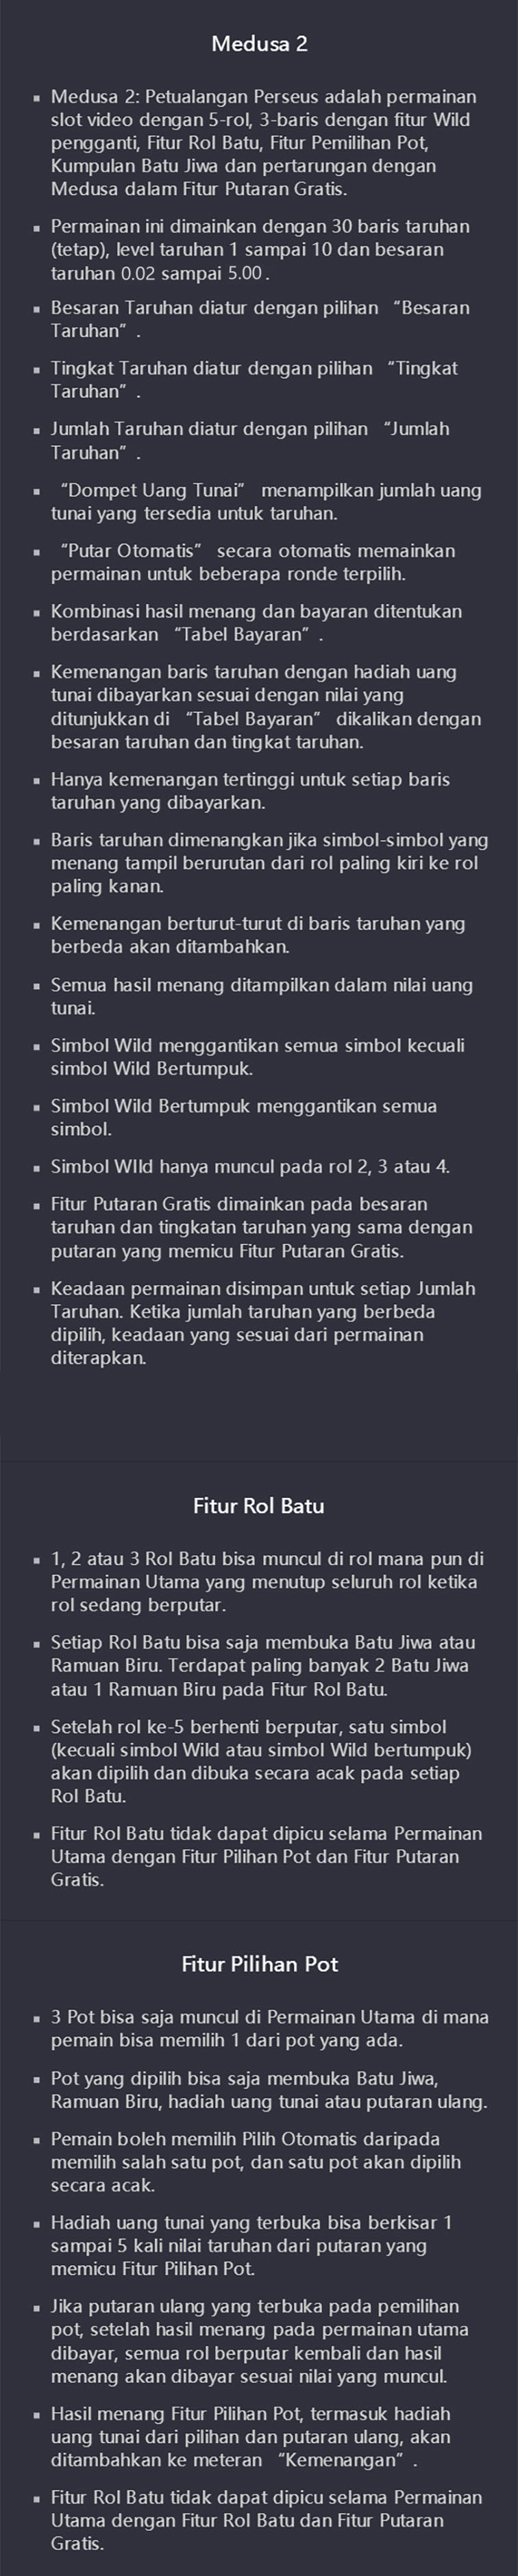 Medusa 2
▪ Medusa 2: Petualangan Perseus adalah permainan
slot video dengan 5-rol, 3-baris dengan fitur Wild
pengganti, Fitur Rol Batu, Fitur Pemilihan Pot,
Kumpulan Batu Jiwa dan pertarungan dengan
Medusa dalam Fitur Putaran Gratis.
▪ Permainan ini dimainkan dengan 30 baris taruhan
(tetap), level taruhan 1 sampai 10 dan besaran
taruhan 0.02 sampai 5.00 .
▪ Besaran Taruhan diatur dengan pilihan “Besaran
Taruhan” .
▪ Tingkat Taruhan diatur dengan pilihan “Tingkat
Taruhan” .
▪ Jumlah Taruhan diatur dengan pilihan “Jumlah
Taruhan” .
▪ “Dompet Uang Tunai” menampilkan jumlah uang
tunai yang tersedia untuk taruhan.
▪ “Putar Otomatis” secara otomatis memainkan
permainan untuk beberapa ronde terpilih.
▪ Kombinasi hasil menang dan bayaran ditentukan
berdasarkan “Tabel Bayaran” .
▪ Kemenangan baris taruhan dengan hadiah uang
tunai dibayarkan sesuai dengan nilai yang
ditunjukkan di “Tabel Bayaran” dikalikan dengan
besaran taruhan dan tingkat taruhan.
▪ Hanya kemenangan tertinggi untuk setiap baris
taruhan yang dibayarkan.
▪ Baris taruhan dimenangkan jika simbol-simbol yang
menang tampil berurutan dari rol paling kiri ke rol
paling kanan.
▪ Kemenangan berturut-turut di baris taruhan yang
berbeda akan ditambahkan.
▪ Semua hasil menang ditampilkan dalam nilai uang
tunai.
▪ Simbol Wild menggantikan semua simbol kecuali
simbol Wild Bertumpuk.
▪ Simbol Wild Bertumpuk menggantikan semua
simbol.
▪ Simbol WIld hanya muncul pada rol 2, 3 atau 4.
▪ Fitur Putaran Gratis dimainkan pada besaran
taruhan dan tingkatan taruhan yang sama dengan
putaran yang memicu Fitur Putaran Gratis.
▪ Keadaan permainan disimpan untuk setiap Jumlah
Taruhan. Ketika jumlah taruhan yang berbeda
dipilih, keadaan yang sesuai dari permainan
diterapkan.
Fitur Rol Batu
▪ 1, 2 atau 3 Rol Batu bisa muncul di rol mana pun di
Permainan Utama yang menutup seluruh rol ketika
rol sedang berputar.
▪ Setiap Rol Batu bisa saja membuka Batu Jiwa atau
Ramuan Biru. Terdapat paling banyak 2 Batu Jiwa
atau 1 Ramuan Biru pada Fitur Rol Batu.
▪ Setelah rol ke-5 berhenti berputar, satu simbol
(kecuali simbol Wild atau simbol Wild bertumpuk)
akan dipilih dan dibuka secara acak pada setiap
Rol Batu.
▪ Fitur Rol Batu tidak dapat dipicu selama Permainan
Utama dengan Fitur Pilihan Pot dan Fitur Putaran
Gratis.
Fitur Pilihan Pot
▪ 3 Pot bisa saja muncul di Permainan Utama di mana
pemain bisa memilih 1 dari pot yang ada.
▪ Pot yang dipilih bisa saja membuka Batu Jiwa,
Ramuan Biru, hadiah uang tunai atau putaran ulang.
▪ Pemain boleh memilih Pilih Otomatis daripada
memilih salah satu pot, dan satu pot akan dipilih
secara acak.
▪ Hadiah uang tunai yang terbuka bisa berkisar 1
sampai 5 kali nilai taruhan dari putaran yang
memicu Fitur Pilihan Pot.
▪ Jika putaran ulang yang terbuka pada pemilihan
pot, setelah hasil menang pada permainan utama
dibayar, semua rol berputar kembali dan hasil
menang akan dibayar sesuai nilai yang muncul.
▪ Hasil menang Fitur Pilihan Pot, termasuk hadiah
uang tunai dari pilihan dan putaran ulang, akan
ditambahkan ke meteran “Kemenangan” .
▪ Fitur Rol Batu tidak dapat dipicu selama Permainan
Utama dengan Fitur Rol Batu dan Fitur Putaran
Gratis.